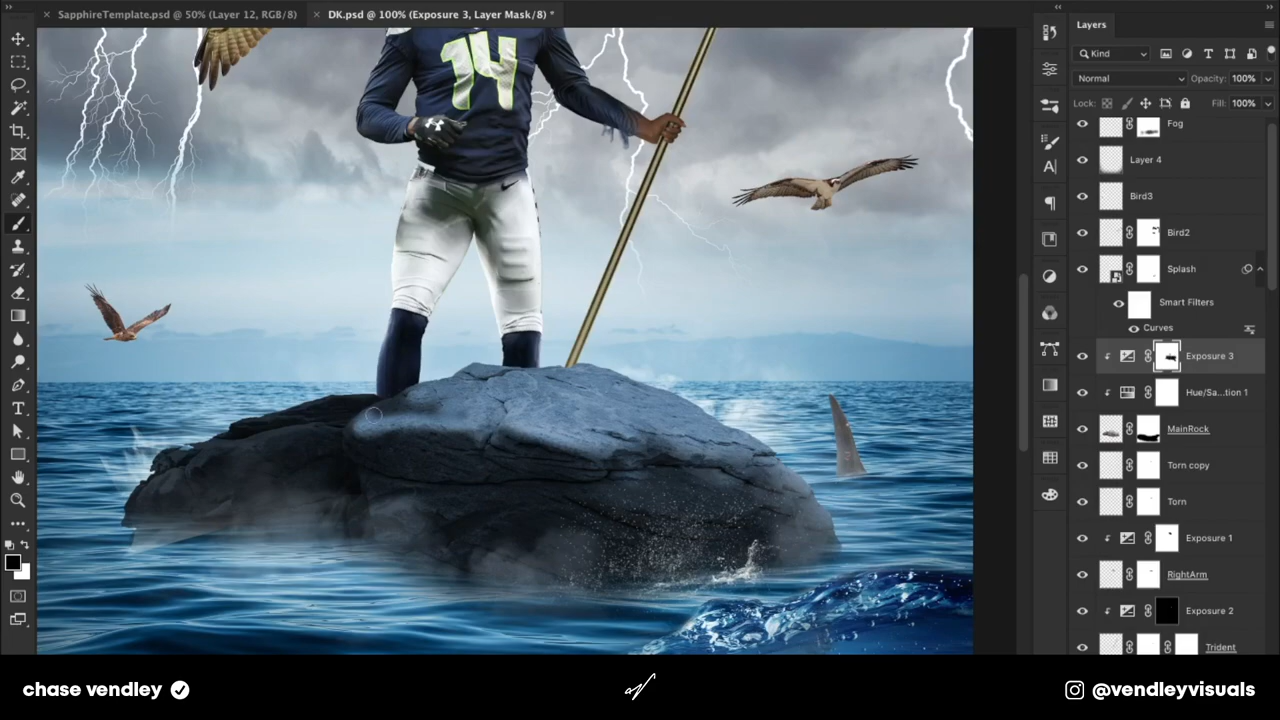 SapphireTemplate.psd @ 50% (Layer 12, RGB/8)
DK.psd @ 100% (Exposure 3, Layer Mask/8) *
Layers
Kind
Normal
Opacity: 100%
Lock:
Fill: 100%
Fog
Layer 4
Bird3
Bird2
Splash
Smart Filters
Curves
Exposure 3
Hue/Sa...tion 1
MainRock
Torn copy
Torn
Exposure 1
RightArm
Exposure 2
Trident
14
chase vendley
@vendleyvisuals